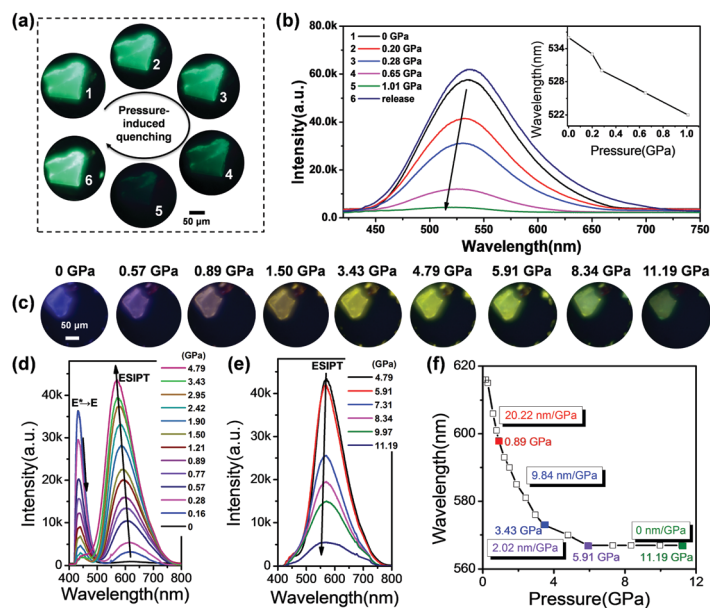 (a)
1
2
3
4
5
6
Pressure-
induced
quenching
50 µm
(b)
80.0k
60.0k
40.0k
20.0k
0.0
Intensity(a.u.)
1 0 GPa
2 0.20 GPa
3 0.28 GPa
4 0.65 GPa
5 1.01 GPa
6 release
450 500 550 600 650 700 750
Wavelength(nm)
Wavelength(nm)
534
528
522
0.0 0.5 1.0
Pressure(GPa)
(c)
0 GPa 0.57 GPa 0.89 GPa 1.50 GPa 3.43 GPa 4.79 GPa 5.91 GPa 8.34 GPa 11.19 GPa
50 µm
(d)
Intensity(a.u.)
40k
30k
20k
10k
0
E*→E
ESIPT
(GPa)
4.79
3.43
2.95
2.42
1.90
1.50
1.21
0.89
0.77
0.57
0.28
0.16
0
400 500 600 700 800
Wavelength(nm)
(e)
Intensity(a.u.)
40k
30k
20k
10k
0
ESIPT
(GPa)
4.79
5.91
7.31
8.34
9.97
11.19
400 500 600 700 800
Wavelength(nm)
(f)
Wavelength(nm)
620
600
580
560
20.22 nm/GPa
0.89 GPa
9.84 nm/GPa
3.43 GPa
2.02 nm/GPa
5.91 GPa
0 nm/GPa
11.19 GPa
0 4 8 12
Pressure(GPa)